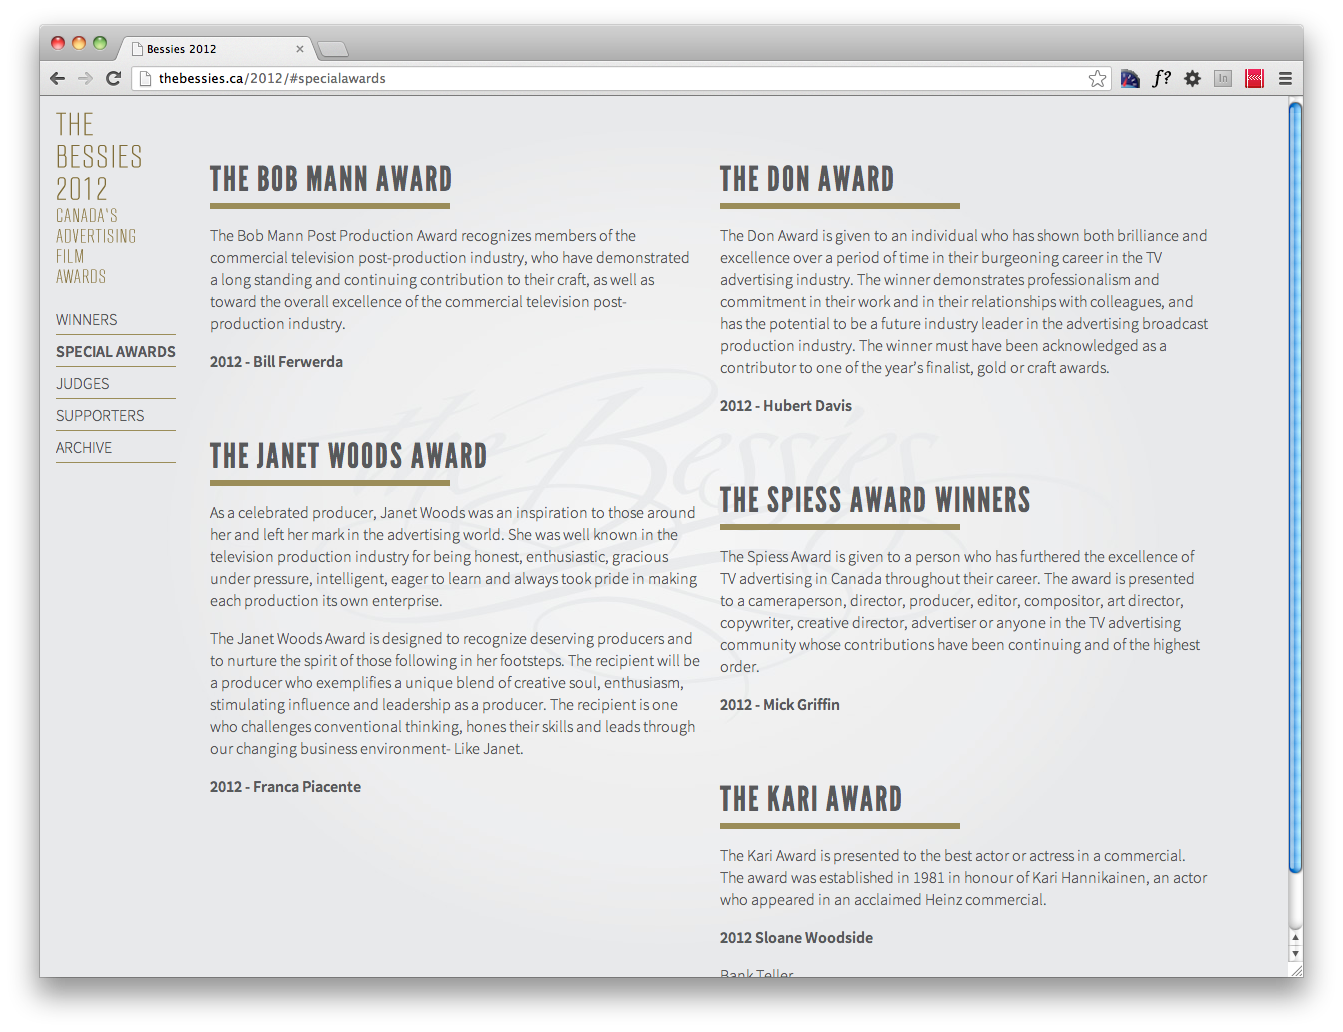 Bessies 2012
thebessies.ca/2012/#specialawards
f?
In
THE
BESSIES
2012
CANADA'S
ADVERTISING
FILM
AWARDS
WINNERS
SPECIAL AWARDS
JUDGES
SUPPORTERS
ARCHIVE
the Bessies
THE BOB MANN AWARD
The Bob Mann Post Production Award recognizes members of the
commercial television post-production industry, who have demonstrated
a long standing and continuing contribution to their craft, as well as
toward the overall excellence of the commercial television post-
production industry.
2012 - Bill Ferwerda
THE JANET WOODS AWARD
As a celebrated producer, Janet Woods was an inspiration to those around
her and left her mark in the advertising world. She was well known in the
television production industry for being honest, enthusiastic, gracious
under pressure, intelligent, eager to learn and always took pride in making
each production its own enterprise.
The Janet Woods Award is designed to recognize deserving producers and
to nurture the spirit of those following in her footsteps. The recipient will be
a producer who exemplifies a unique blend of creative soul, enthusiasm,
stimulating influence and leadership as a producer. The recipient is one
who challenges conventional thinking, hones their skills and leads through
our changing business environment- Like Janet.
2012 - Franca Piacente
THE DON AWARD
The Don Award is given to an individual who has shown both brilliance and
excellence over a period of time in their burgeoning career in the TV
advertising industry. The winner demonstrates professionalism and
commitment in their work and in their relationships with colleagues, and
has the potential to be a future industry leader in the advertising broadcast
production industry. The winner must have been acknowledged as a
contributor to one of the year’s finalist, gold or craft awards.
2012 - Hubert Davis
THE SPIESS AWARD WINNERS
The Spiess Award is given to a person who has furthered the excellence of
TV advertising in Canada throughout their career. The award is presented
to a cameraperson, director, producer, editor, compositor, art director,
copywriter, creative director, advertiser or anyone in the TV advertising
community whose contributions have been continuing and of the highest
order.
2012 - Mick Griffin
THE KARI AWARD
The Kari Award is presented to the best actor or actress in a commercial.
The award was established in 1981 in honour of Kari Hannikainen, an actor
who appeared in an acclaimed Heinz commercial.
2012 Sloane Woodside
Bank Teller